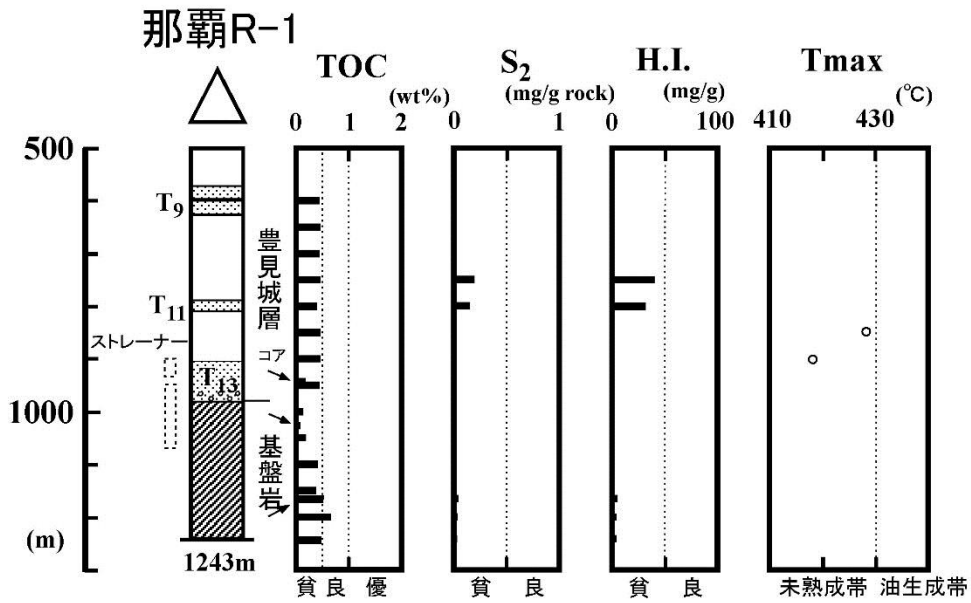 那覇R-1
TOC
(wt%)
0 1 2
S2
(mg/g rock)
0 1
H.I.
(mg/g)
0 100
Tmax
(℃)
410 430
500
T9
豊見城層
T11
ストレーナー
コア
T13
1000
基盤岩
(m)
1243m
貧 良 優
貧 良
貧 良
未熟成帯 油生成帯